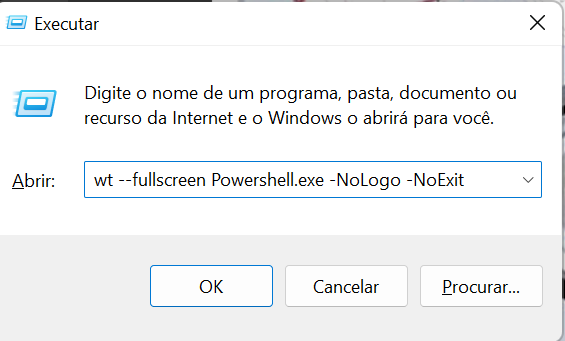 Executar
Digite o nome de um programa, pasta, documento ou
recurso da Internet e o Windows o abrirá para você.
Abrir: wt --fullscreen Powershell.exe -NoLogo -NoExit
OK Cancelar Procurar...